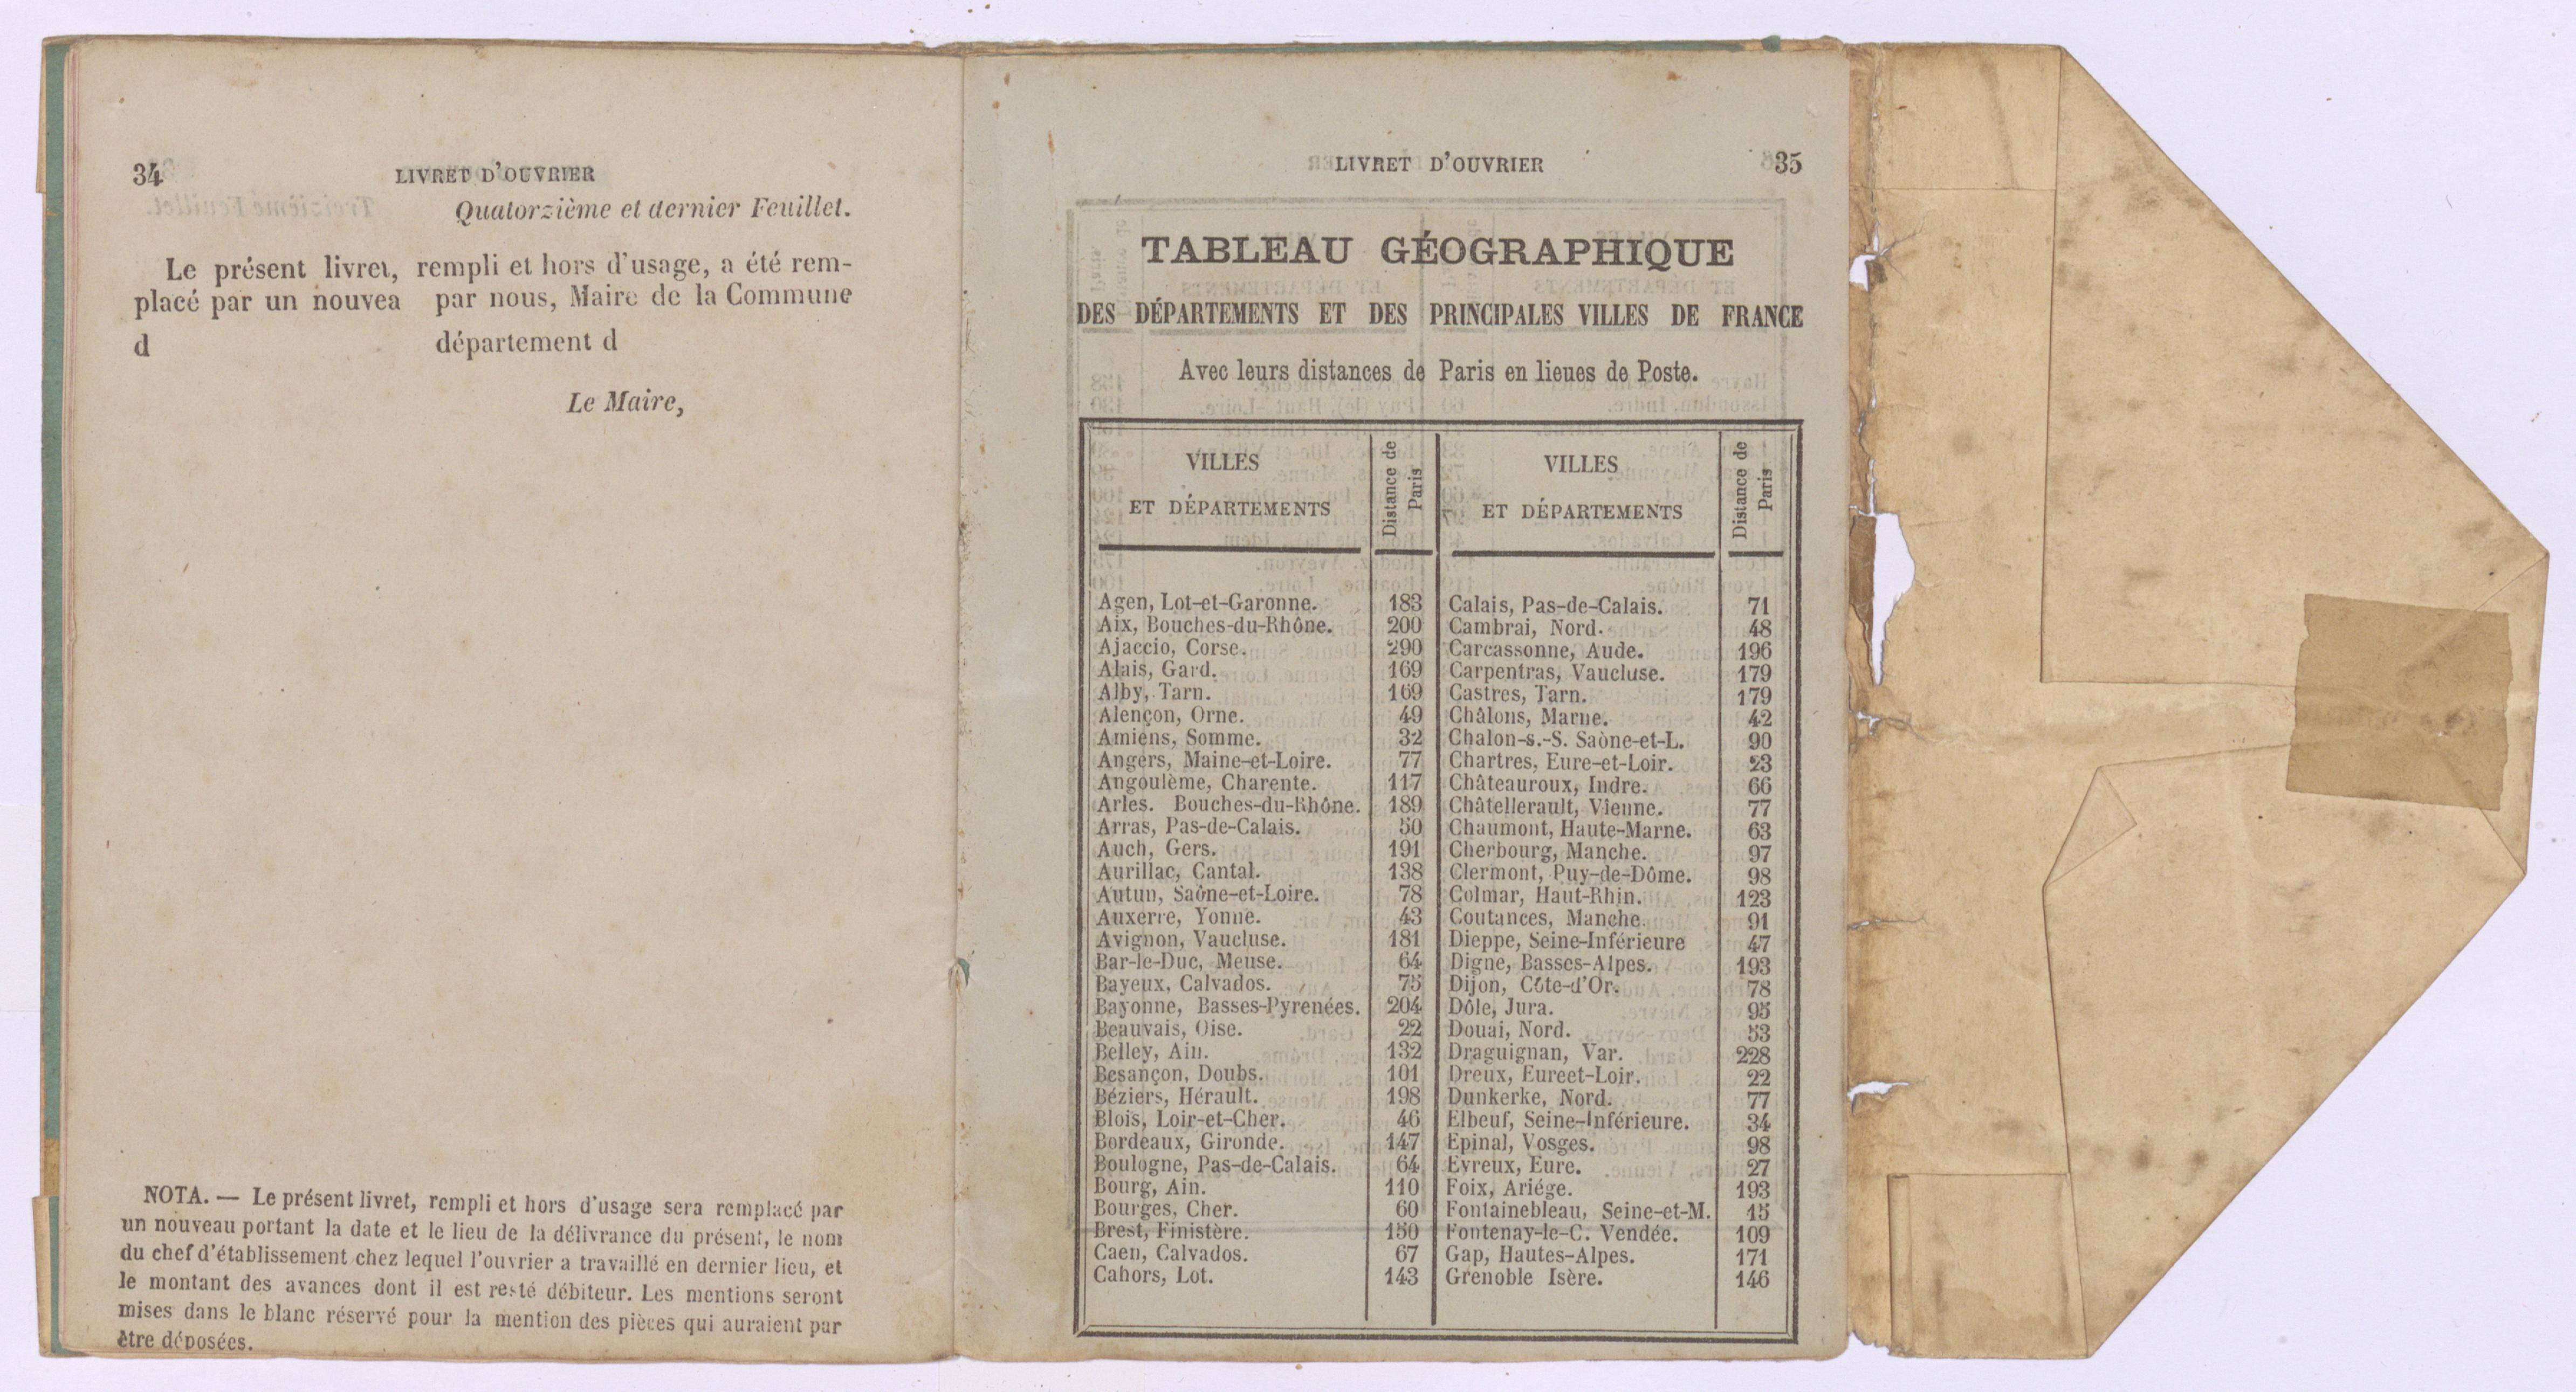 34
LIVRET D'OUVRIER
Quatorzième et dernier Feuillet.
Le présent livret, rempli et hors d'usage, a été rem-
placé par un nouvea par nous, Maire de la Commune
d département d
Le Maire,
NOTA. — Le présent livret, rempli et hors d'usage sera remplacé par
un nouveau portant la date et le lieu de la délivrance du présent, le nom
du chef d'établissement chez lequel l'ouvrier a travaillé en dernier lieu, et
le montant des avances dont il est resté débiteur. Les mentions seront
mises dans le blanc réservé pour la mention des pièces qui auraient par
être déposées.
LIVRET D'OUVRIER
35
TABLEAU GÉOGRAPHIQUE
DES DÉPARTEMENTS ET DES PRINCIPALES VILLES DE FRANCE
Avec leurs distances de Paris en lieues de Poste.
VILLES
ET DÉPARTEMENTS
Distance de
Paris
Agen, Lot-et-Garonne. 183
Aix, Bouches-du-Rhône. 200
Ajaccio, Corse. 290
Alais, Gard. 169
Alby, Tarn. 169
Alençon, Orne. 49
Amiens, Somme. 32
Angers, Maine-et-Loire. 77
Angoulème, Charente. 117
Arles. Bouches-du-Rhône. 189
Arras, Pas-de-Calais. 50
Auch, Gers. 191
Aurillac, Cantal. 138
Autun, Saône-et-Loire. 78
Auxerre, Yonne. 43
Avignon, Vaucluse. 181
Bar-le-Duc, Meuse. 64
Bayeux, Calvados. 75
Bayonne, Basses-Pyrenées. 204
Beauvais, Oise. 22
Belley, Ain. 132
Besançon, Doubs. 101
Béziers, Hérault. 198
Blois, Loir-et-Cher. 46
Bordeaux, Gironde. 147
Boulogne, Pas-de-Calais. 64
Bourg, Ain. 110
Bourges, Cher. 60
Brest, Finistère. 150
Caen, Calvados. 67
Cahors, Lot. 143
VILLES
ET DÉPARTEMENTS
Distance de
Paris
Calais, Pas-de-Calais. 71
Cambrai, Nord. 48
Carcassonne, Aude. 196
Carpentras, Vaucluse. 179
Castres, Tarn. 179
Châlons, Marne. 42
Chalon-s.-S. Saòne-et-L. 90
Chartres, Eure-et-Loir. 23
Châteauroux, Indre. 66
Châtellerault, Vienne. 77
Chaumont, Haute-Marne. 63
Cherbourg, Manche. 97
Clermont, Puy-de-Dôme. 98
Colmar, Haut-Rhin. 123
Coutances, Manche. 91
Dieppe, Seine-Inférieure 47
Digne, Basses-Alpes. 193
Dijon, Côte-d'Or. 78
Dôle, Jura. 95
Douai, Nord. 53
Draguignan, Var. 228
Dreux, Eureet-Loir. 22
Dunkerke, Nord. 77
Elbeuf, Seine-Inférieure. 34
Epinal, Vosges. 98
Evreux, Eure. 27
Foix, Ariége. 193
Fontainebleau, Seine-et-M. 15
Fontenay-le-C. Vendée. 109
Gap, Hautes-Alpes. 171
Grenoble Isère. 146